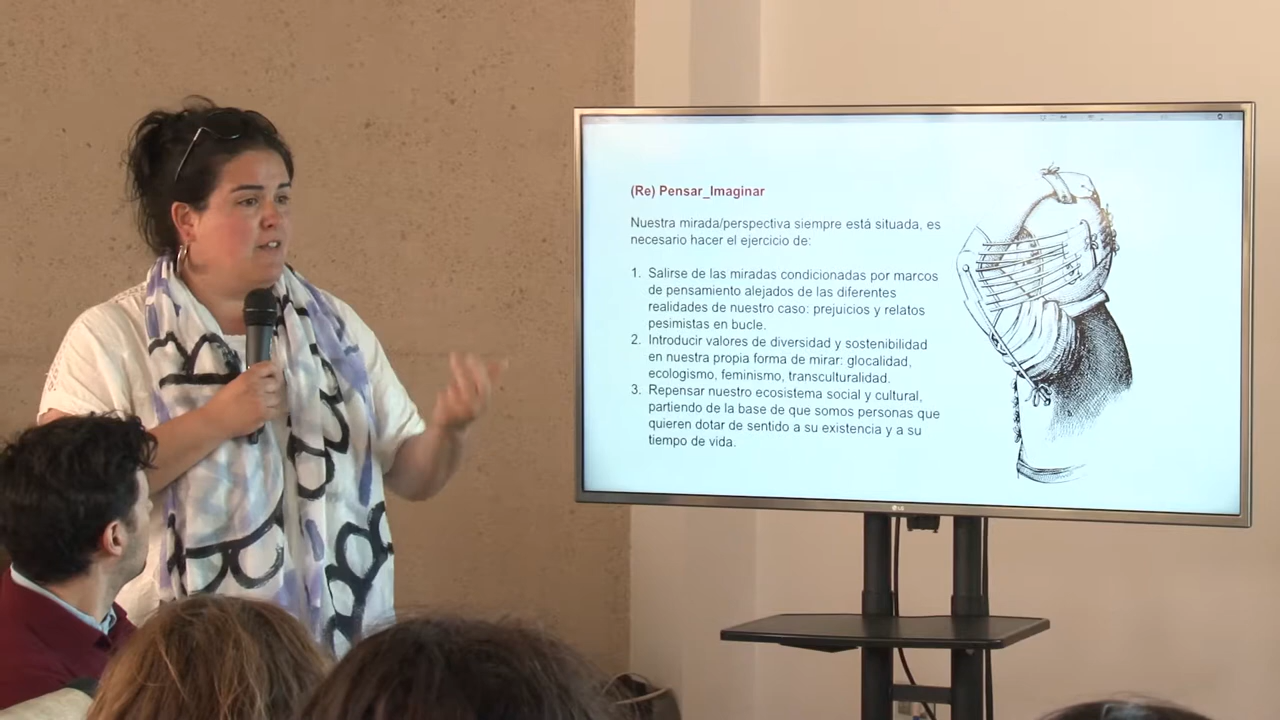 (Re) Pensar_Imaginar
Nuestra mirada/perspectiva siempre está situada, es
necesario hacer el ejercicio de:
1. Salirse de las miradas condicionadas por marcos
de pensamiento alejados de las diferentes
realidades de nuestro caso: prejuicios y relatos
pesimistas en bucle.
2. Introducir valores de diversidad y sostenibilidad
en nuestra propia forma de mirar: glocalidad,
ecologismo, feminismo, transculturalidad.
3. Repensar nuestro ecosistema social y cultural,
partiendo de la base de que somos personas que
quieren dotar de sentido a su existencia y a su
tiempo de vida.
LG